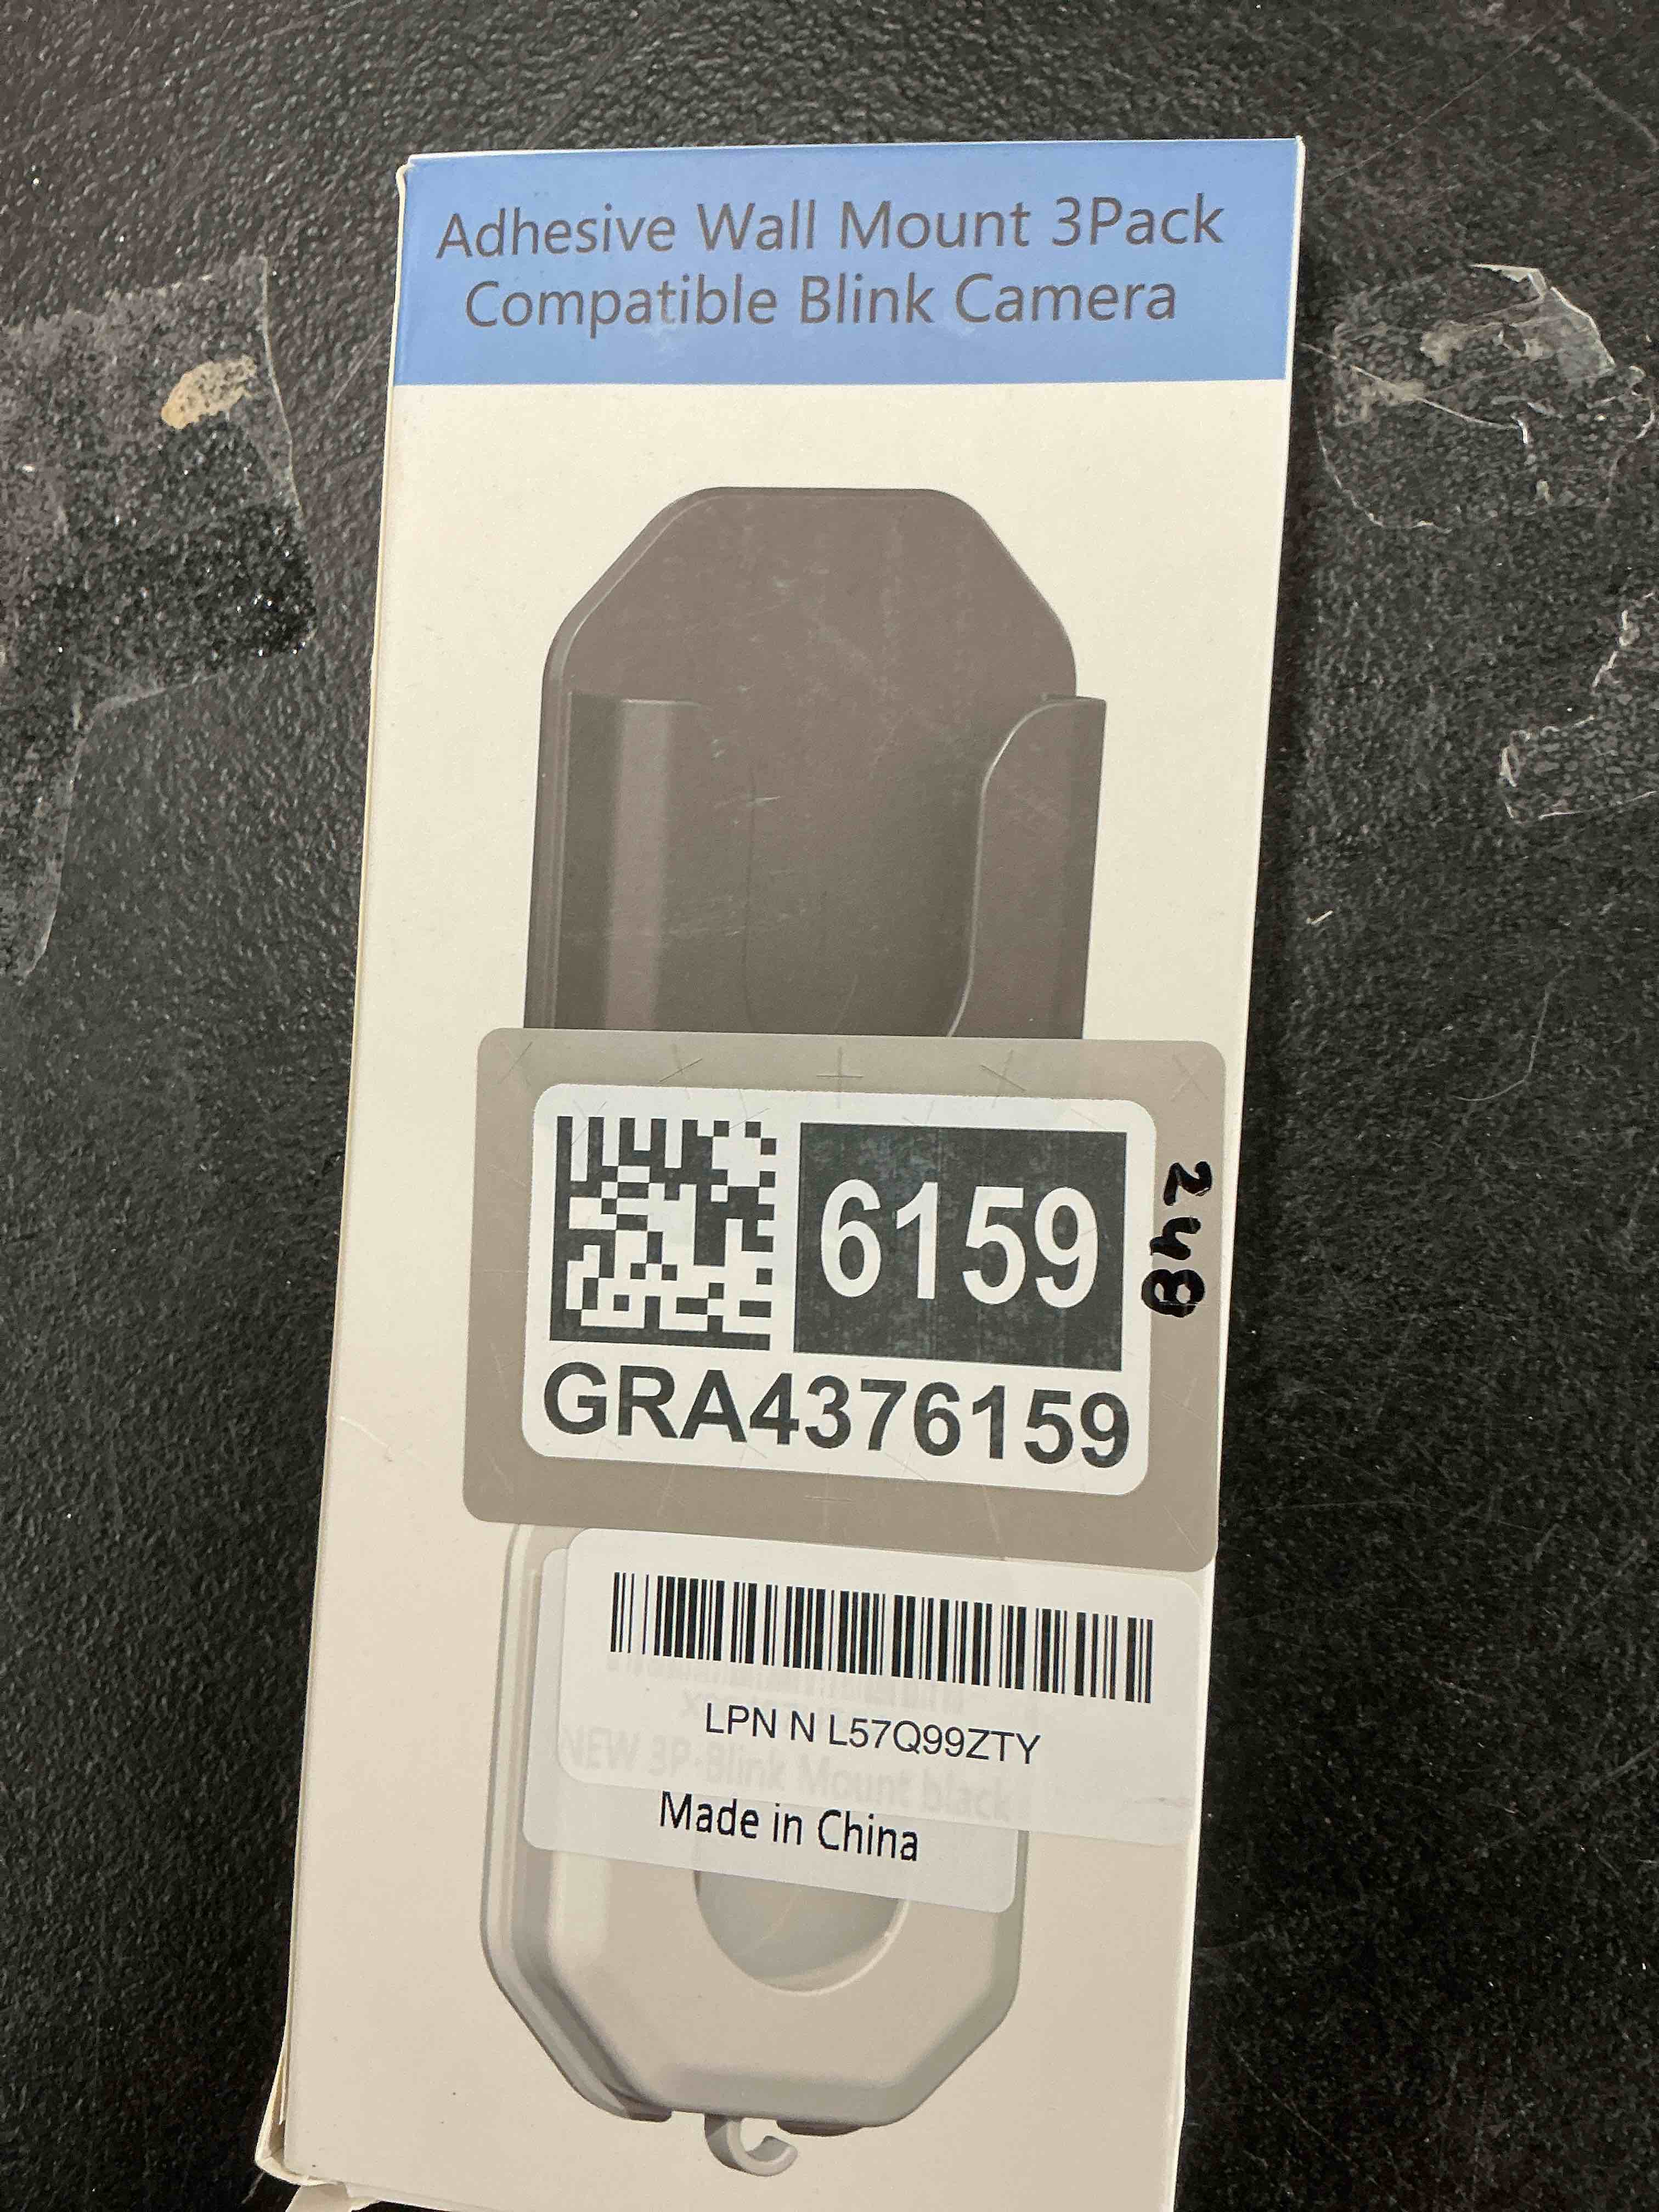 Adhesive Wall Mount 3Pack
Compatible Blink Camera
6159
248
GRA4376159
LPN N L57Q99ZTY
NEW 3P-Blink Mount black
Made in China